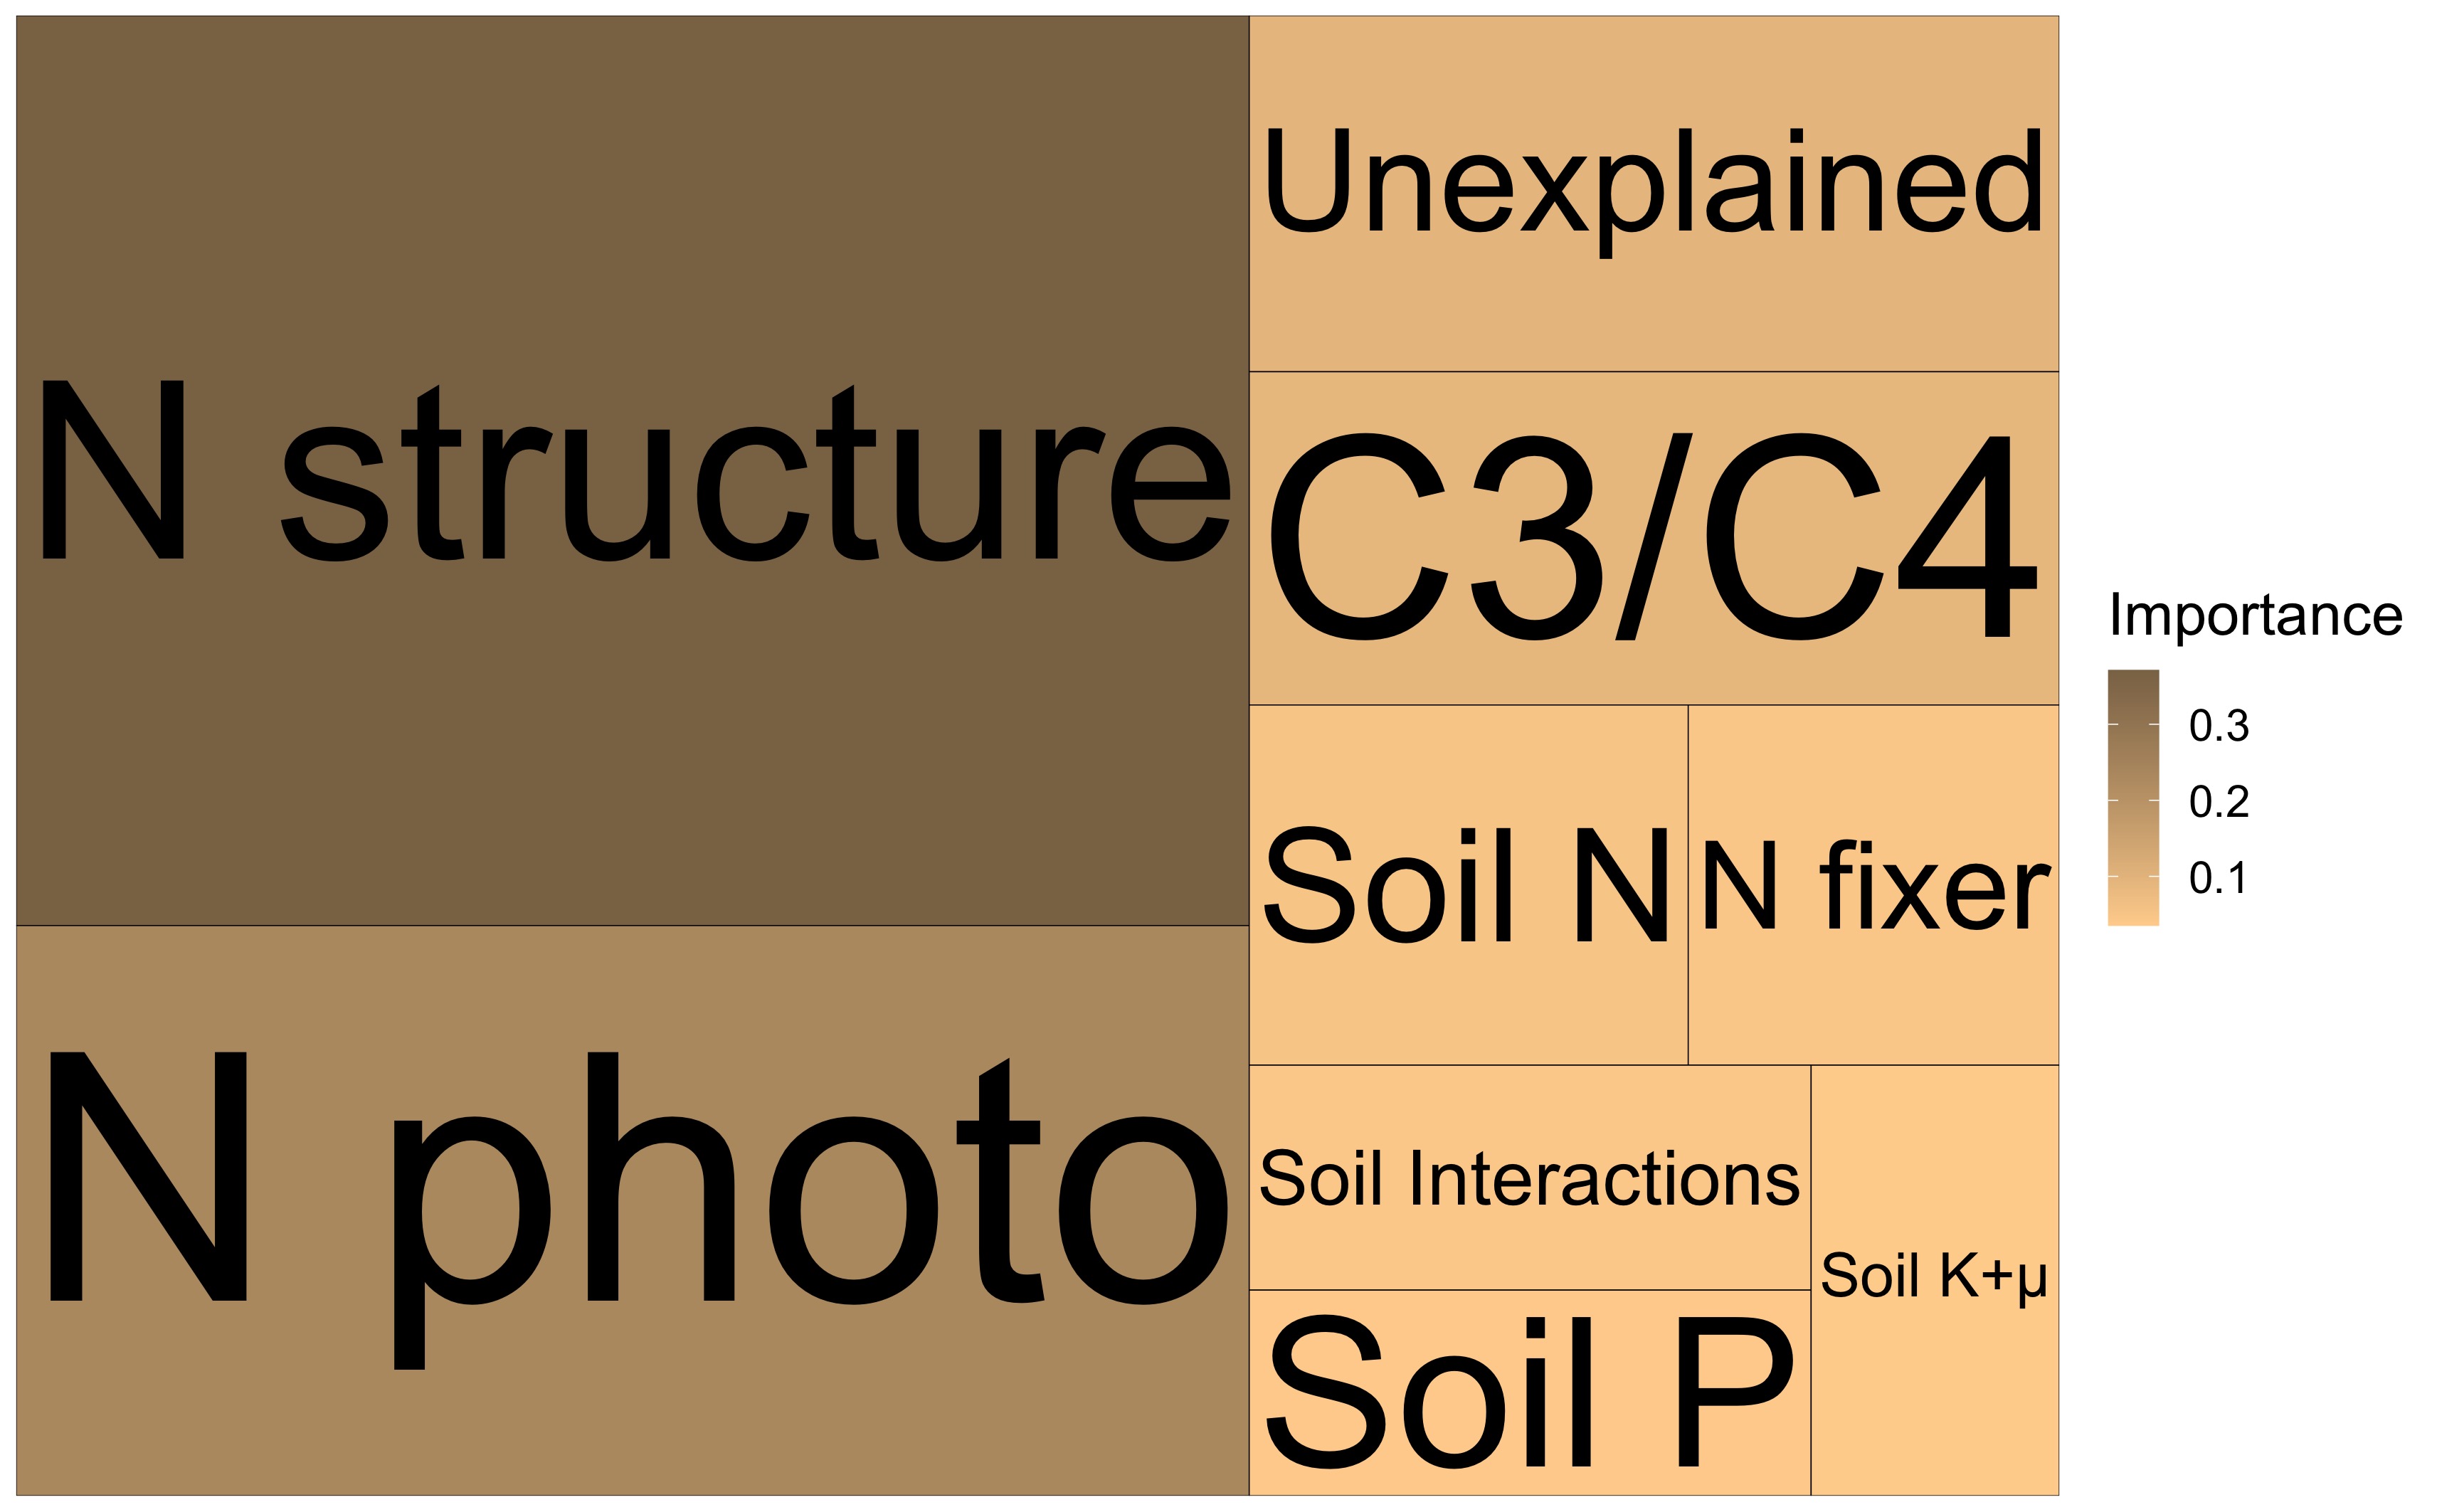 N structure
N photo
Unexplained
C3/C4
Soil N
N fixer
Soil Interactions
Soil P
Soil K+μ
Importance
0.3
0.2
0.1